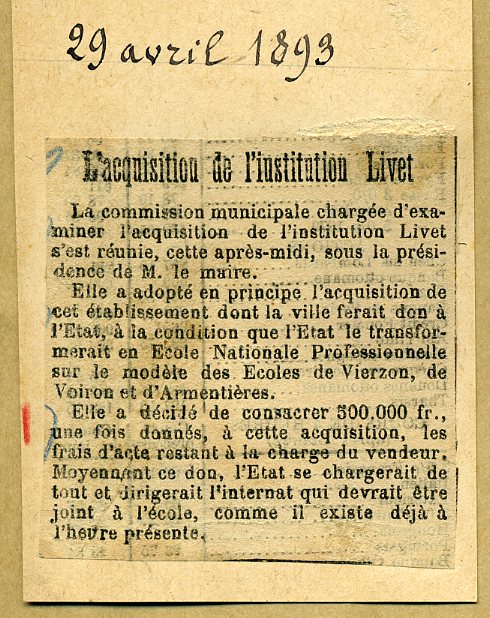 29 avril 1893
L'acquisition de l'institution Livet
La commission municipale chargée d'exa-
miner l'acquisition de l'institution Livet
s'est réunie, cette après-midi, sous la prési-
dence de M. le maire.
Elle a adopté en principe l'acquisition de
cet établissement dont la ville ferait don à
l'Etat, à la condition que l'Etat le transfor-
merait en Ecole Nationale Professionnelle
sur le modèle des Ecoles de Vierzon, de
Voiron et d'Armentières.
Elle a décidé de consacrer 500.000 fr.,
une fois donnés, à cette acquisition, les
frais d'acte restant à la charge du vendeur.
Moyennant ce don, l'Etat se chargerait de
tout et dirigerait l'internat qui devrait être
joint à l'école, comme il existe déjà à
l'heure présente.